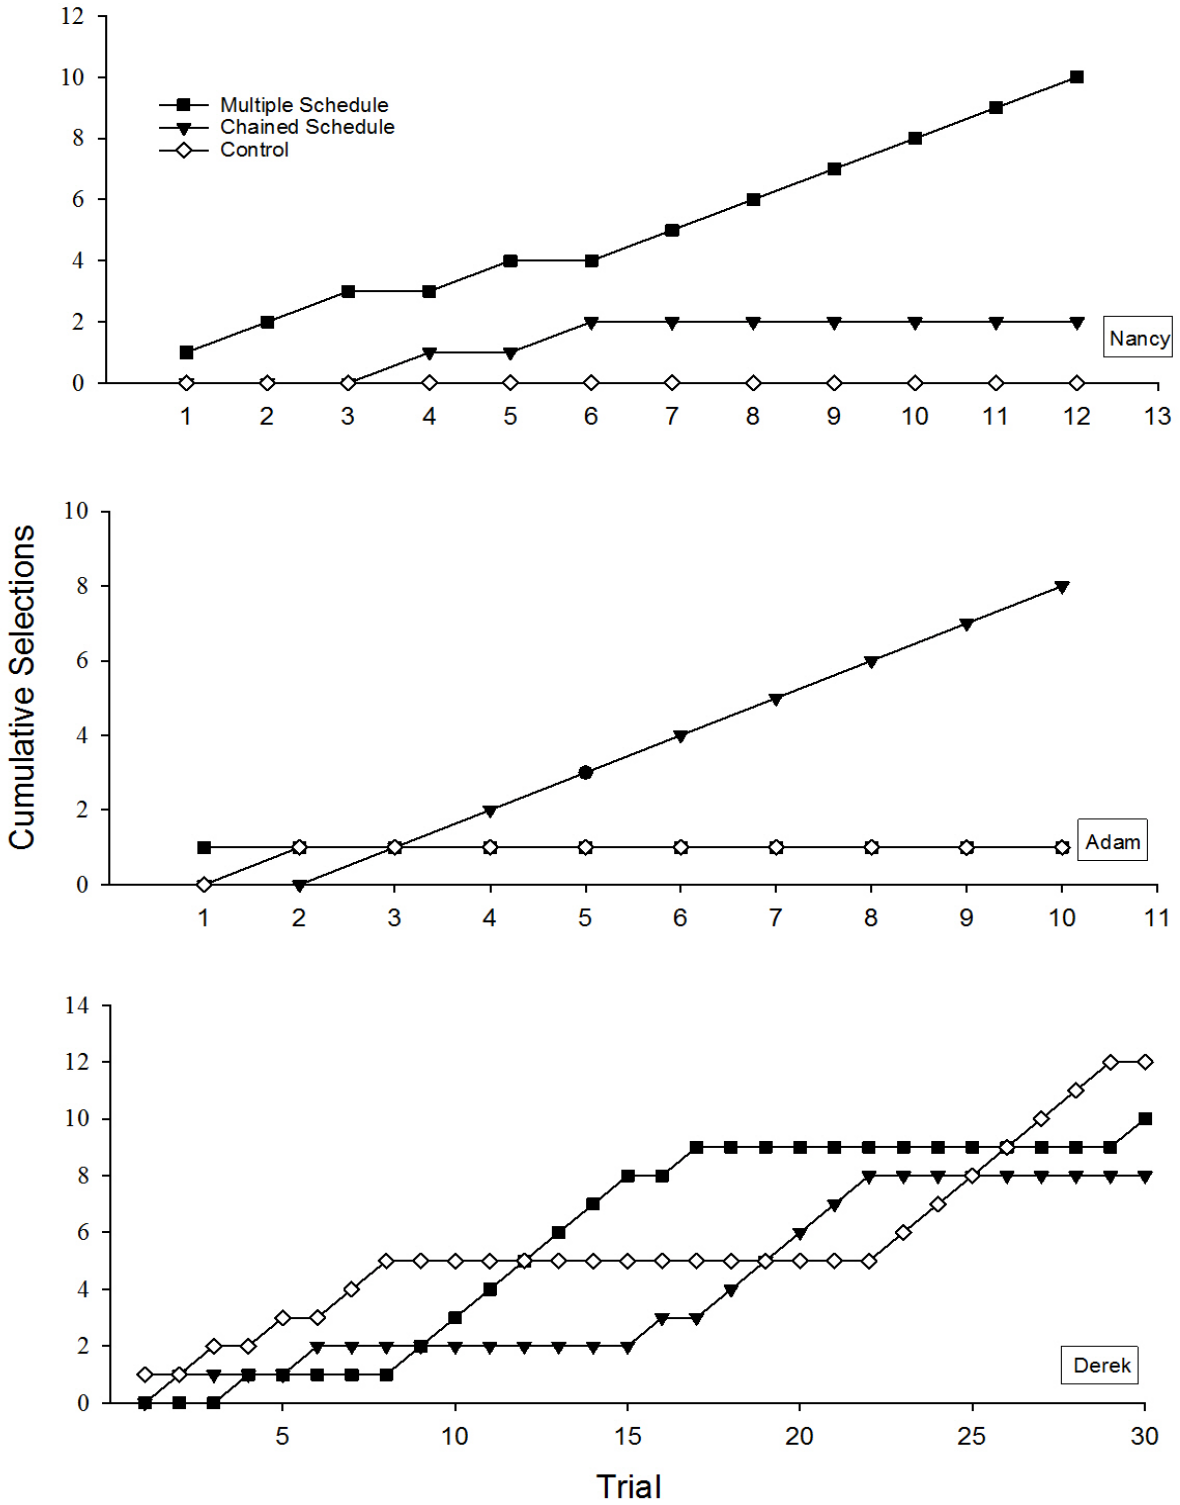 12
10
Multiple Schedule
Chained Schedule
Control
8
6
4
2
Nancy
0
1 2 3 4 5 6 7 8 9 10 11 12 13
Cumulative Selections
10
8
6
4
2
Adam
0
1 2 3 4 5 6 7 8 9 10 11
14
12
10
8
6
4
2
Derek
0
5 10 15 20 25 30
Trial